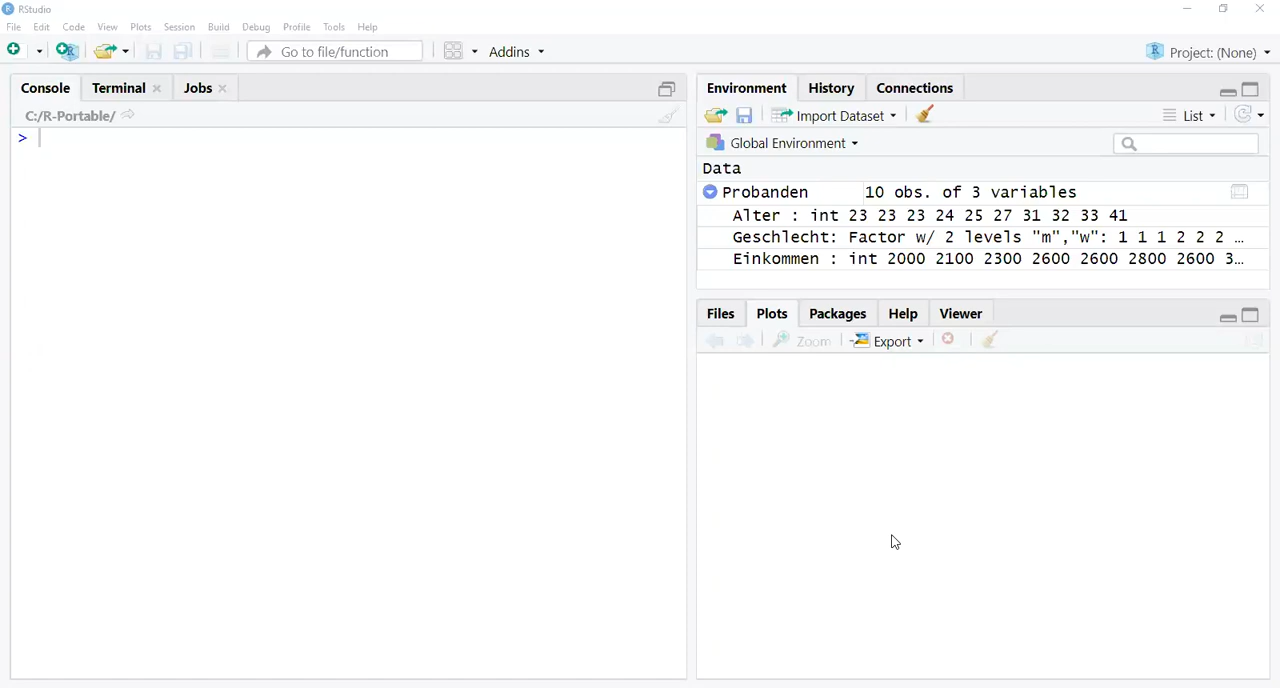 RStudio
File Edit Code View Plots Session Build Debug Profile Tools Help
Go to file/function Addins Project: (None)
Console Terminal Jobs
C:/R-Portable/
>
Environment History Connections
Import Dataset List
Global Environment
Data
Probanden 10 obs. of 3 variables
Alter : int 23 23 23 24 25 27 31 32 33 41
Geschlecht: Factor w/ 2 levels "m","w": 1 1 1 2 2 2 …
Einkommen : int 2000 2100 2300 2600 2600 2800 2600 3…
Files Plots Packages Help Viewer
Zoom Export